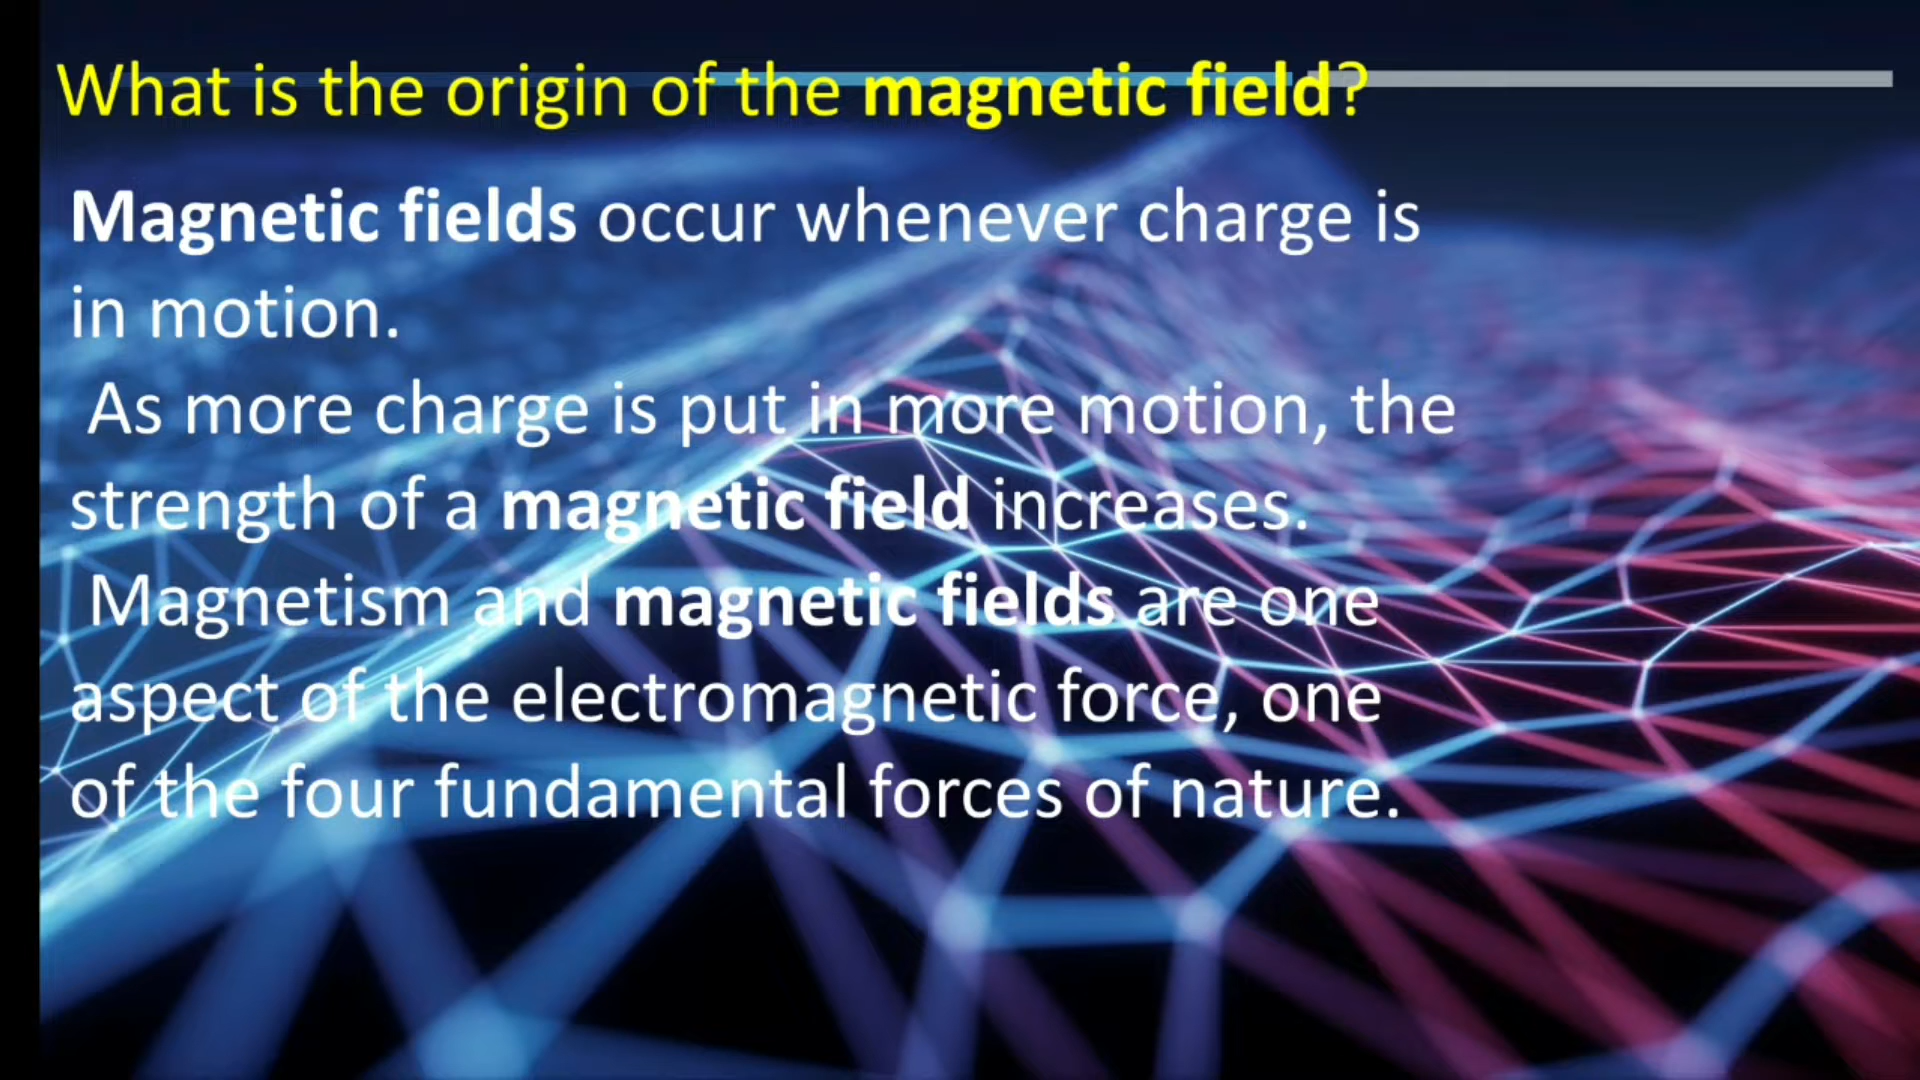 What is the origin of the magnetic field?
Magnetic fields occur whenever charge is
in motion.
As more charge is put in more motion, the
strength of a magnetic field increases.
Magnetism and magnetic fields are one
aspect of the electromagnetic force, one
of the four fundamental forces of nature.